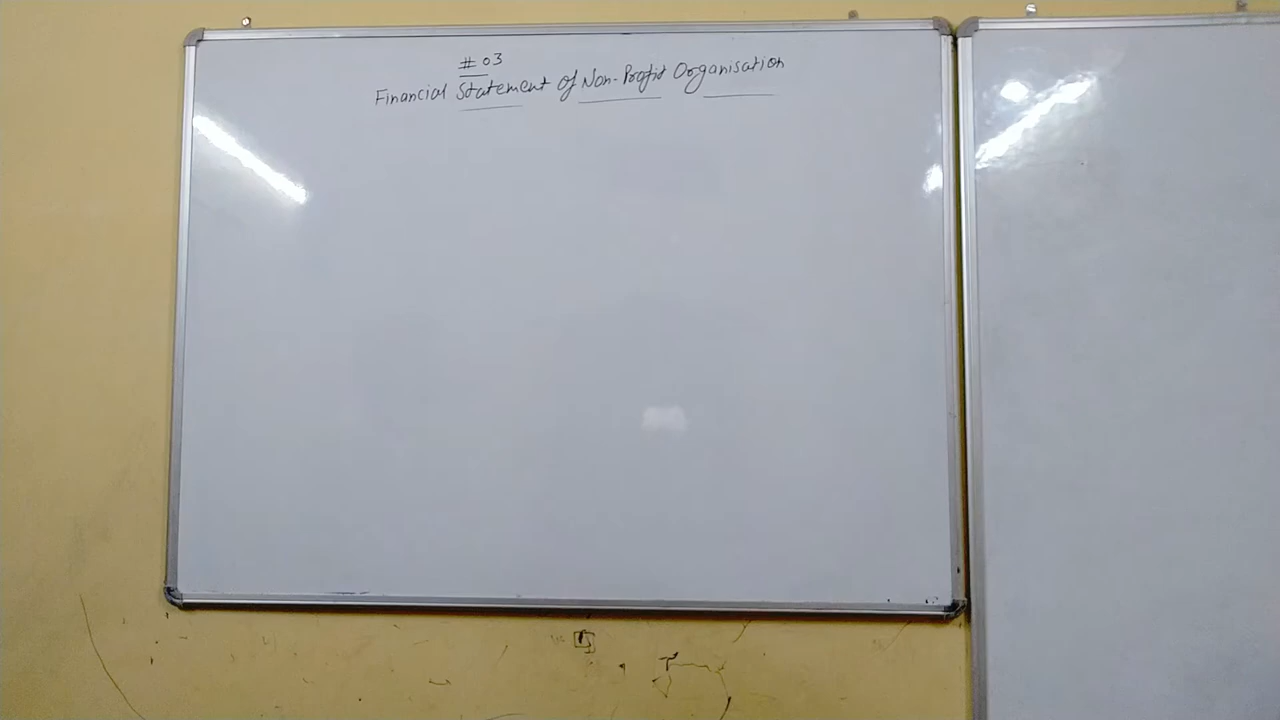 # 03
Financial Statement of Non-Profit Organisation